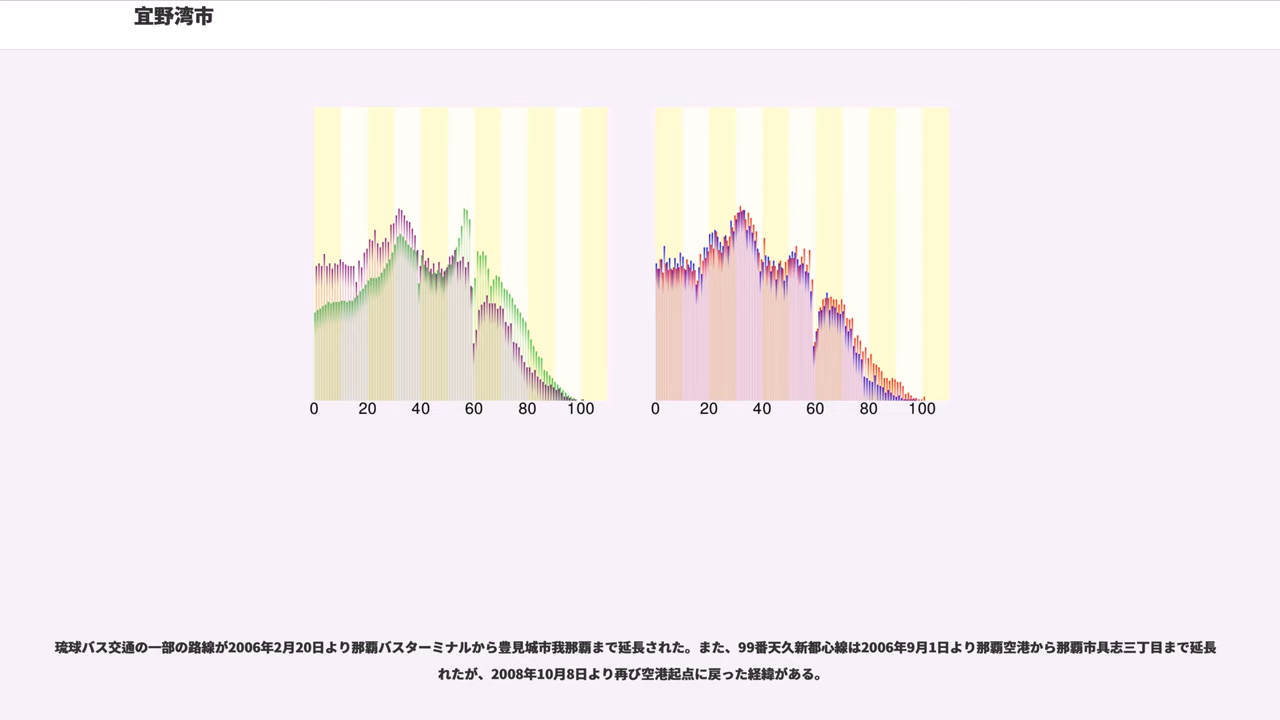 宜野湾市
0 20 40 60 80 100
0 20 40 60 80 100
琉球バス交通の一部の路線が2006年2月20日より那覇バスターミナルから豊見城市我那覇まで延長された。また、99番天久新都心線は2006年9月1日より那覇空港から那覇市具志三丁目まで延長
れたが、2008年10月8日より再び空港起点に戻った経緯がある。